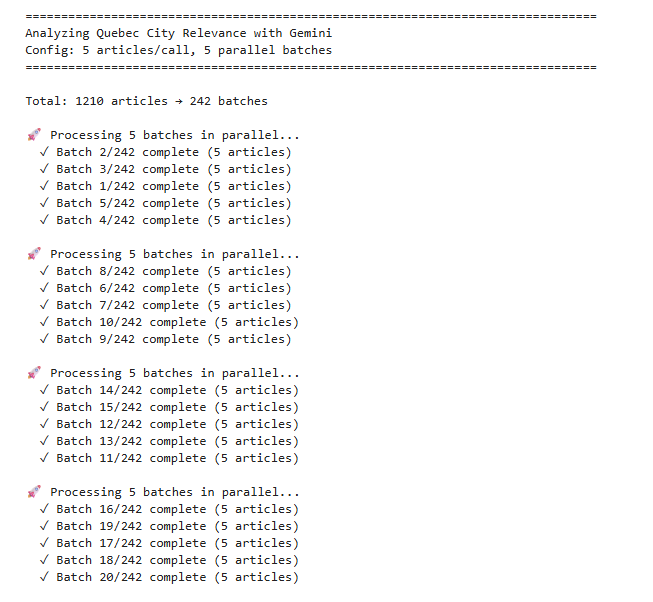 ================================================================================
Analyzing Quebec City Relevance with Gemini
Config: 5 articles/call, 5 parallel batches
================================================================================
Total: 1210 articles → 242 batches
🚀 Processing 5 batches in parallel...
✓ Batch 2/242 complete (5 articles)
✓ Batch 3/242 complete (5 articles)
✓ Batch 1/242 complete (5 articles)
✓ Batch 5/242 complete (5 articles)
✓ Batch 4/242 complete (5 articles)
🚀 Processing 5 batches in parallel...
✓ Batch 8/242 complete (5 articles)
✓ Batch 6/242 complete (5 articles)
✓ Batch 7/242 complete (5 articles)
✓ Batch 10/242 complete (5 articles)
✓ Batch 9/242 complete (5 articles)
🚀 Processing 5 batches in parallel...
✓ Batch 14/242 complete (5 articles)
✓ Batch 15/242 complete (5 articles)
✓ Batch 12/242 complete (5 articles)
✓ Batch 13/242 complete (5 articles)
✓ Batch 11/242 complete (5 articles)
🚀 Processing 5 batches in parallel...
✓ Batch 16/242 complete (5 articles)
✓ Batch 19/242 complete (5 articles)
✓ Batch 17/242 complete (5 articles)
✓ Batch 18/242 complete (5 articles)
✓ Batch 20/242 complete (5 articles)